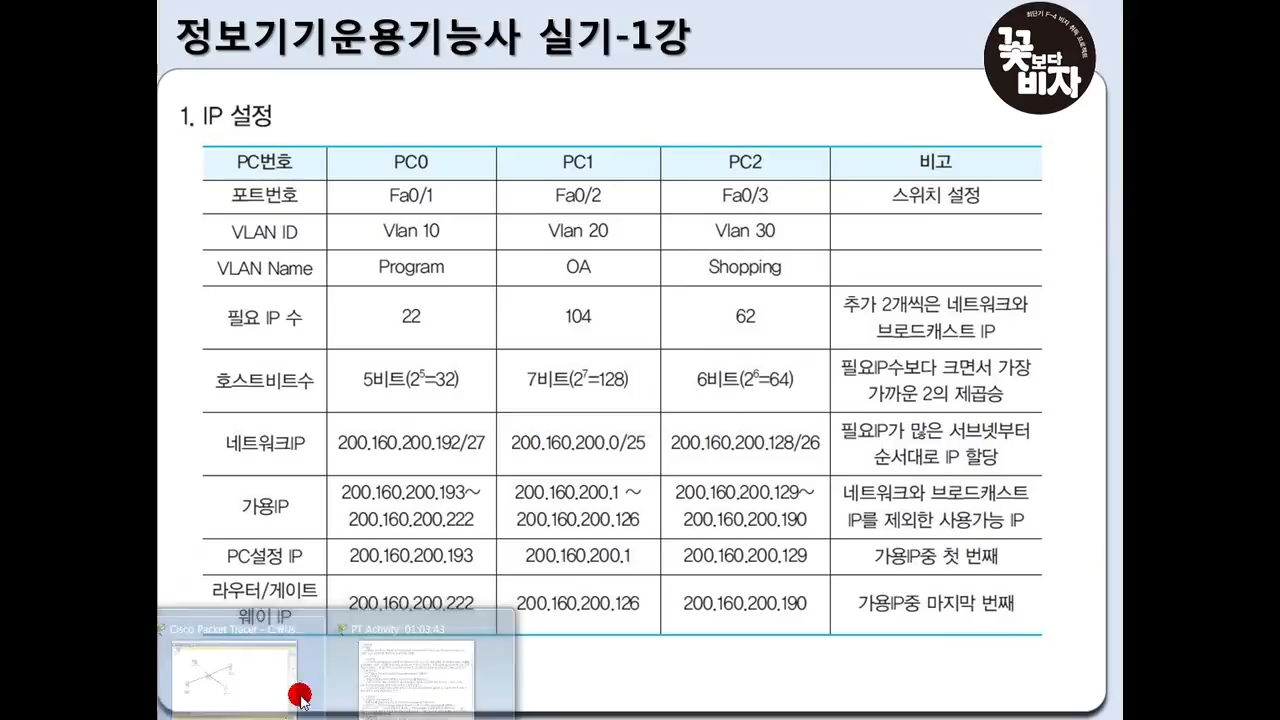 정보기기운용기능사 실기-1강
최단기 F-4 비자 취득 프로젝트
꽃보다
비자
1. IP 설정
PC번호 PC0 PC1 PC2 비고
포트번호 Fa0/1 Fa0/2 Fa0/3 스위치 설정
VLAN ID Vlan 10 Vlan 20 Vlan 30
VLAN Name Program OA Shopping
필요 IP 수 22 104 62 추가 2개씩은 네트워크와
브로드캐스트 IP
호스트비트수 5비트(2⁵=32) 7비트(2⁷=128) 6비트(2⁶=64) 필요IP수보다 크면서 가장
가까운 2의 제곱승
네트워크IP 200.160.200.192/27 200.160.200.0/25 200.160.200.128/26 필요IP가 많은 서브넷부터
순서대로 IP 할당
가용IP 200.160.200.193~ 200.160.200.1 ~ 200.160.200.129~ 네트워크와 브로드캐스트
200.160.200.222 200.160.200.126 200.160.200.190 IP를 제외한 사용가능 IP
PC설정 IP 200.160.200.193 200.160.200.1 200.160.200.129 가용IP중 첫 번째
라우터/게이트
웨이 IP 200.160.200.222 200.160.200.126 200.160.200.190 가용IP중 마지막 번째
Cisco Packet Tracer - C:₩Us...
PT Activity: 01:03:43